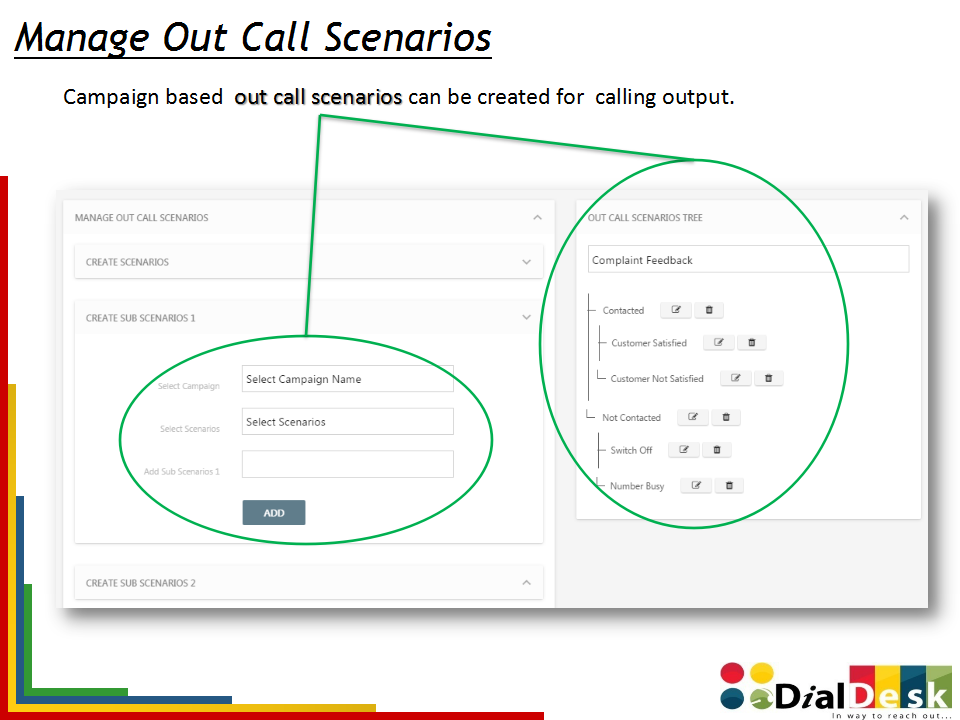 Manage Out Call Scenarios
Campaign based out call scenarios can be created for calling output.
MANAGE OUT CALL SCENARIOS
CREATE SCENARIOS
CREATE SUB SCENARIOS 1
Select Campaign
Select Campaign Name
Select Scenarios
Select Scenarios
Add Sub Scenarios 1
ADD
CREATE SUB SCENARIOS 2
OUT CALL SCENARIOS TREE
Complaint Feedback
Contacted
Customer Satisfied
Customer Not Satisfied
Not Contacted
Switch Off
Number Busy
DialDesk
In way to reach out...